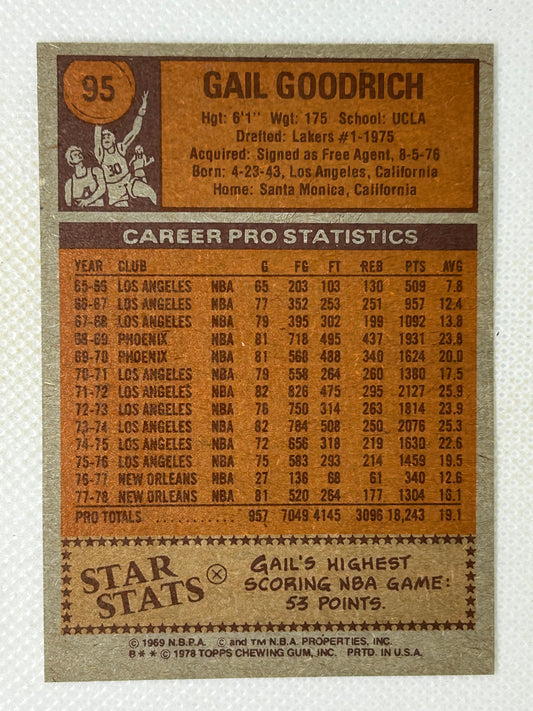 95
GAIL GOODRICH
Hgt: 6'1" Wgt: 175 School: UCLA
Drafted: Lakers #1-1975
Acquired: Signed as Free Agent, 8-5-76
Born: 4-23-43, Los Angeles, California
Home: Santa Monica, California
A 30
CAREER PRO STATISTICS
YEAR CLUB G FG FT REB PTS AVG
65-66 LOS ANGELES NBA 65 203 103 130 509 7.8
66-67 LOS ANGELES NBA 77 352 253 251 957 12.4
67-68 LOS ANGELES NBA 79 395 302 199 1092 13.8
68-69 PHOENIX NBA 81 718 495 437 1931 23.8
69-70 PHOENIX NBA 81 568 488 340 1624 20.0
70-71 LOS ANGELES NBA 79 558 264 260 1380 17.5
71-72 LOS ANGELES NBA 82 826 475 295 2127 25.9
72-73 LOS ANGELES NBA 76 750 314 263 1814 23.9
73-74 LOS ANGELES NBA 82 784 508 250 2076 25.3
74-75 LOS ANGELES NBA 72 656 318 219 1630 22.6
75-76 LOS ANGELES NBA 75 583 293 214 1459 19.5
76-77 NEW ORLEANS NBA 27 136 68 61 340 12.6
77-78 NEW ORLEANS NBA 81 520 264 177 1304 16.1
PRO TOTALS 957 7049 4145 3096 18,243 19.1
STAR STATS
GAIL'S HIGHEST
SCORING NBA GAME:
53 POINTS.
© 1969 N.B.P.A. © and TM N.B.A. PROPERTIES, INC.
B * * © 1978 TOPPS CHEWING GUM, INC. PRTD. IN U.S.A.